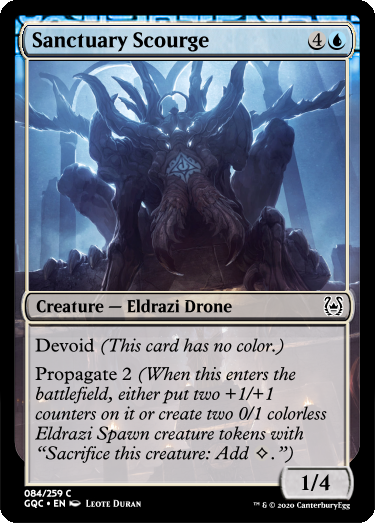 Sanctuary Scourge 4
Creature — Eldrazi Drone
Devoid (This card has no color.)
Propagate 2 (When this enters the
battlefield, either put two +1/+1
counters on it or create two 0/1 colorless
Eldrazi Spawn creature tokens with
“Sacrifice this creature: Add .”)
1/4
084/259 C
GQC • EN Leote Duran
™ & © 2020 CanterburyEgg